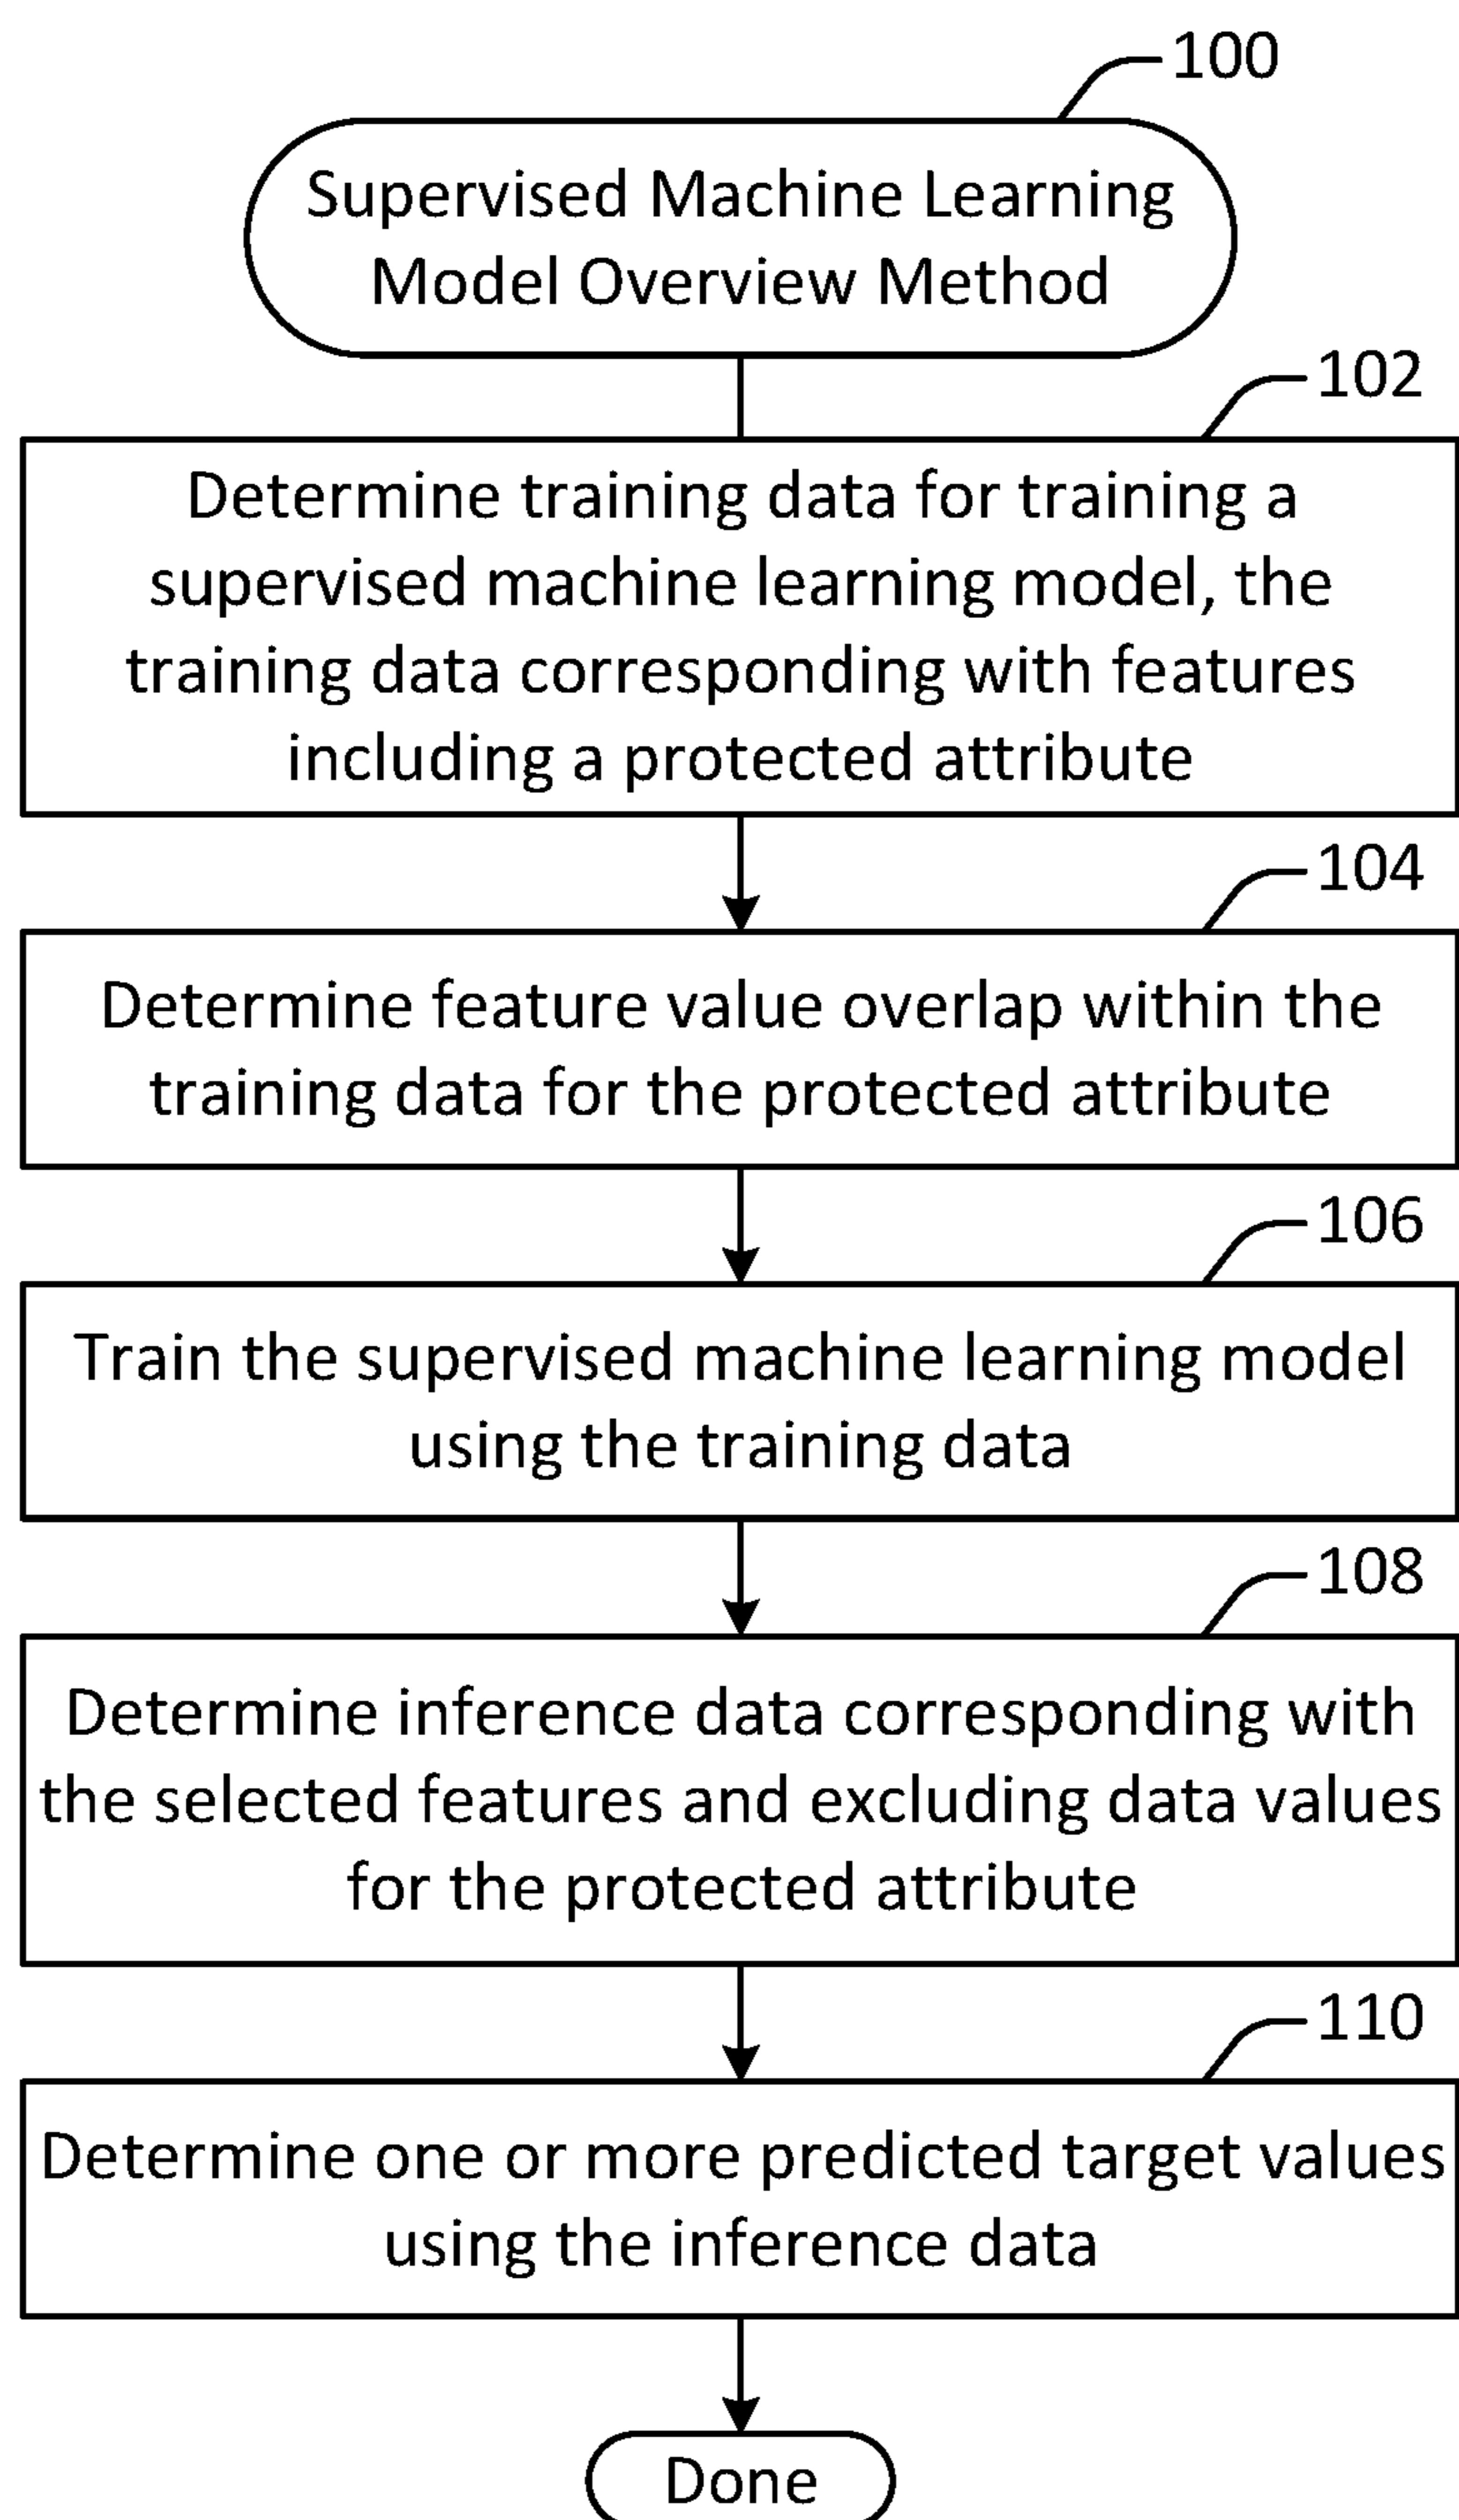 100
Supervised Machine Learning
Model Overview Method
102
Determine training data for training a
supervised machine learning model, the
training data corresponding with features
including a protected attribute
104
Determine feature value overlap within the
training data for the protected attribute
106
Train the supervised machine learning model
using the training data
108
Determine inference data corresponding with
the selected features and excluding data values
for the protected attribute
110
Determine one or more predicted target values
using the inference data
Done